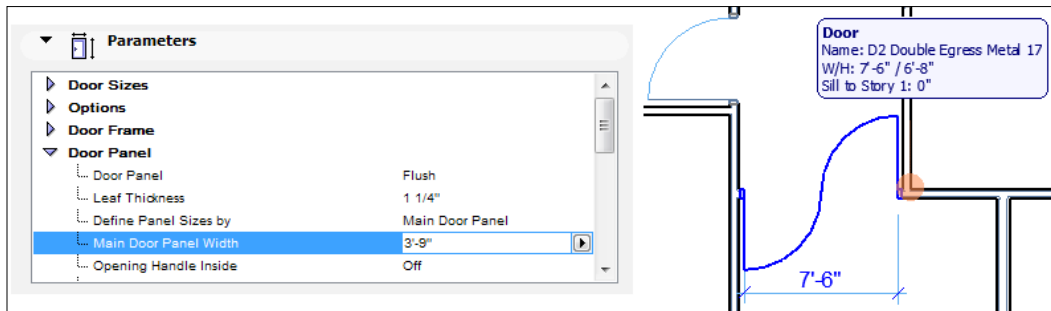 Parameters
Door Sizes
Options
Door Frame
Door Panel
Door Panel Flush
Leaf Thickness 1 1/4"
Define Panel Sizes by Main Door Panel
Main Door Panel Width 3'-9"
Opening Handle Inside Off
Door
Name: D2 Double Egress Metal 17
W/H: 7'-6" / 6'-8"
Sill to Story 1: 0"
7'-6"